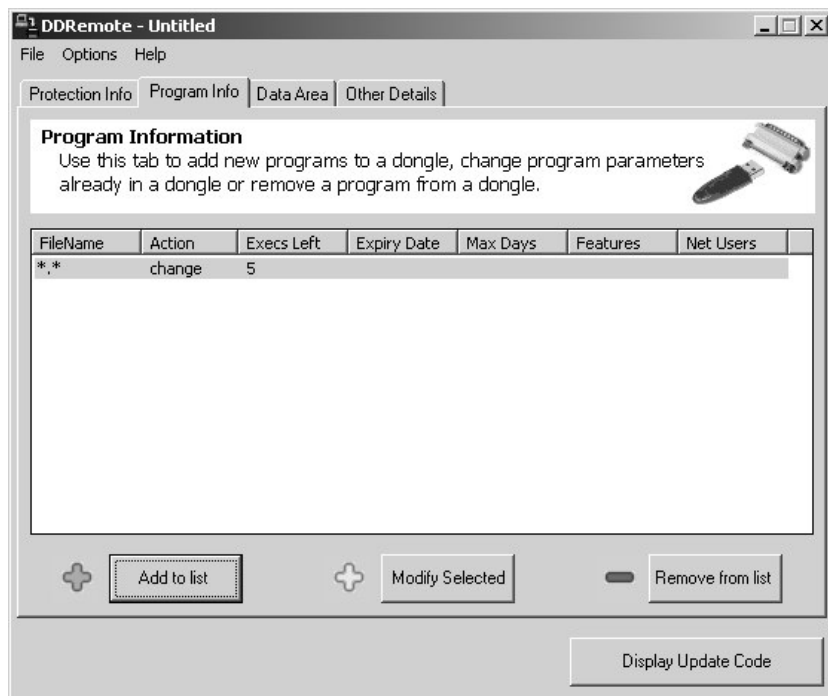 DDRemote - Untitled
File Options Help
Protection Info Program Info Data Area Other Details
Program Information
Use this tab to add new programs to a dongle, change program parameters
already in a dongle or remove a program from a dongle.
FileName Action Execs Left Expiry Date Max Days Features Net Users
*.* change 5
Add to list Modify Selected Remove from list
Display Update Code